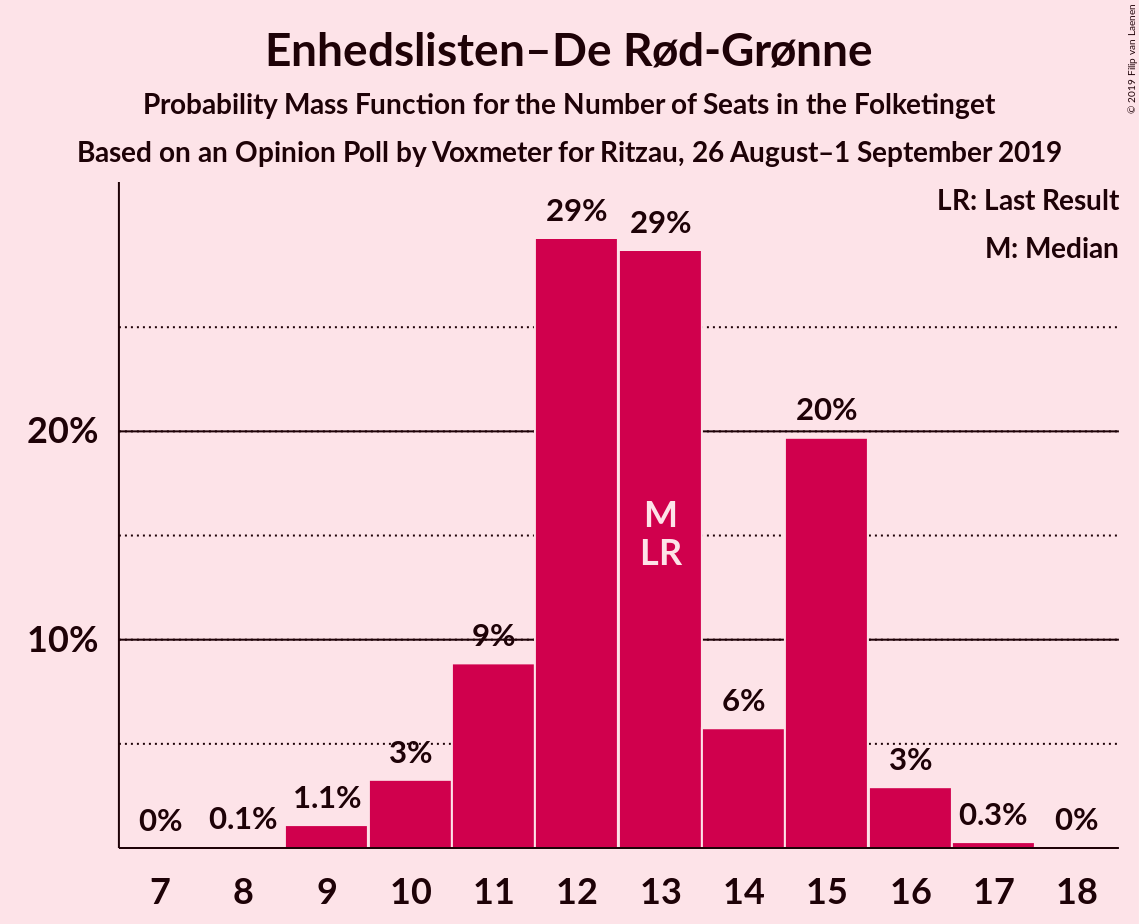 Enhedslisten–De Rød-Grønne
Probability Mass Function for the Number of Seats in the Folketinget
Based on an Opinion Poll by Voxmeter for Ritzau, 26 August–1 September 2019
© 2019 Filip van Laenen
LR: Last Result
M: Median
29%
29%
20%
20%
M
LR
10%
9%
6%
3%
3%
1.1%
0%
0.1%
0.3%
0%
7 8 9 10 11 12 13 14 15 16 17 18